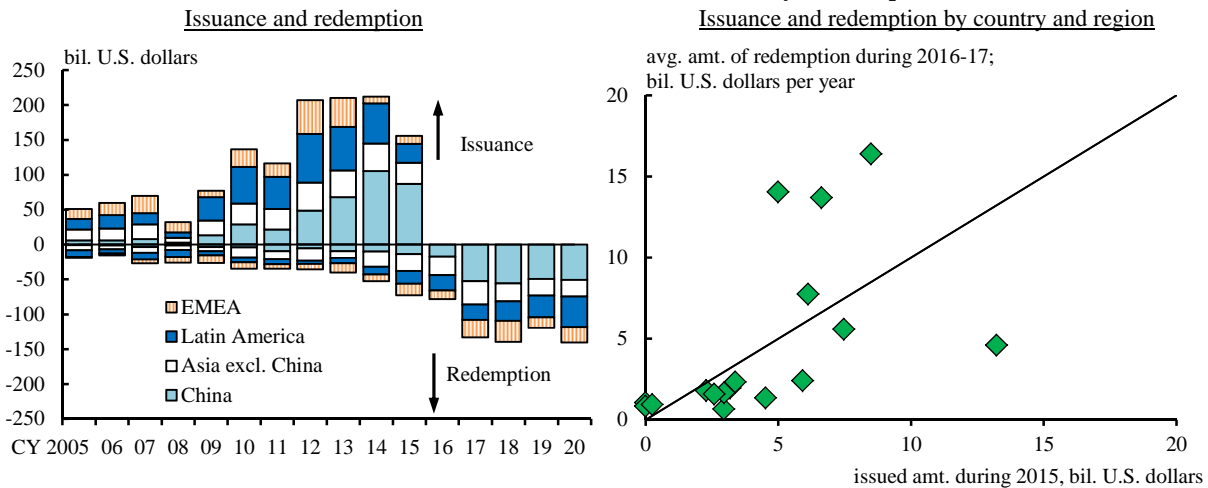 Issuance and redemption
bil. U.S. dollars
250
200
150
100
50
0
-50
-100
-150
-200
-250
Issuance
EMEA
Latin America
Asia excl. China
China
Redemption
CY 2005 06 07 08 09 10 11 12 13 14 15 16 17 18 19 20
Issuance and redemption by country and region
avg. amt. of redemption during 2016-17;
bil. U.S. dollars per year
20
15
10
5
0
0 5 10 15 20
issued amt. during 2015, bil. U.S. dollars